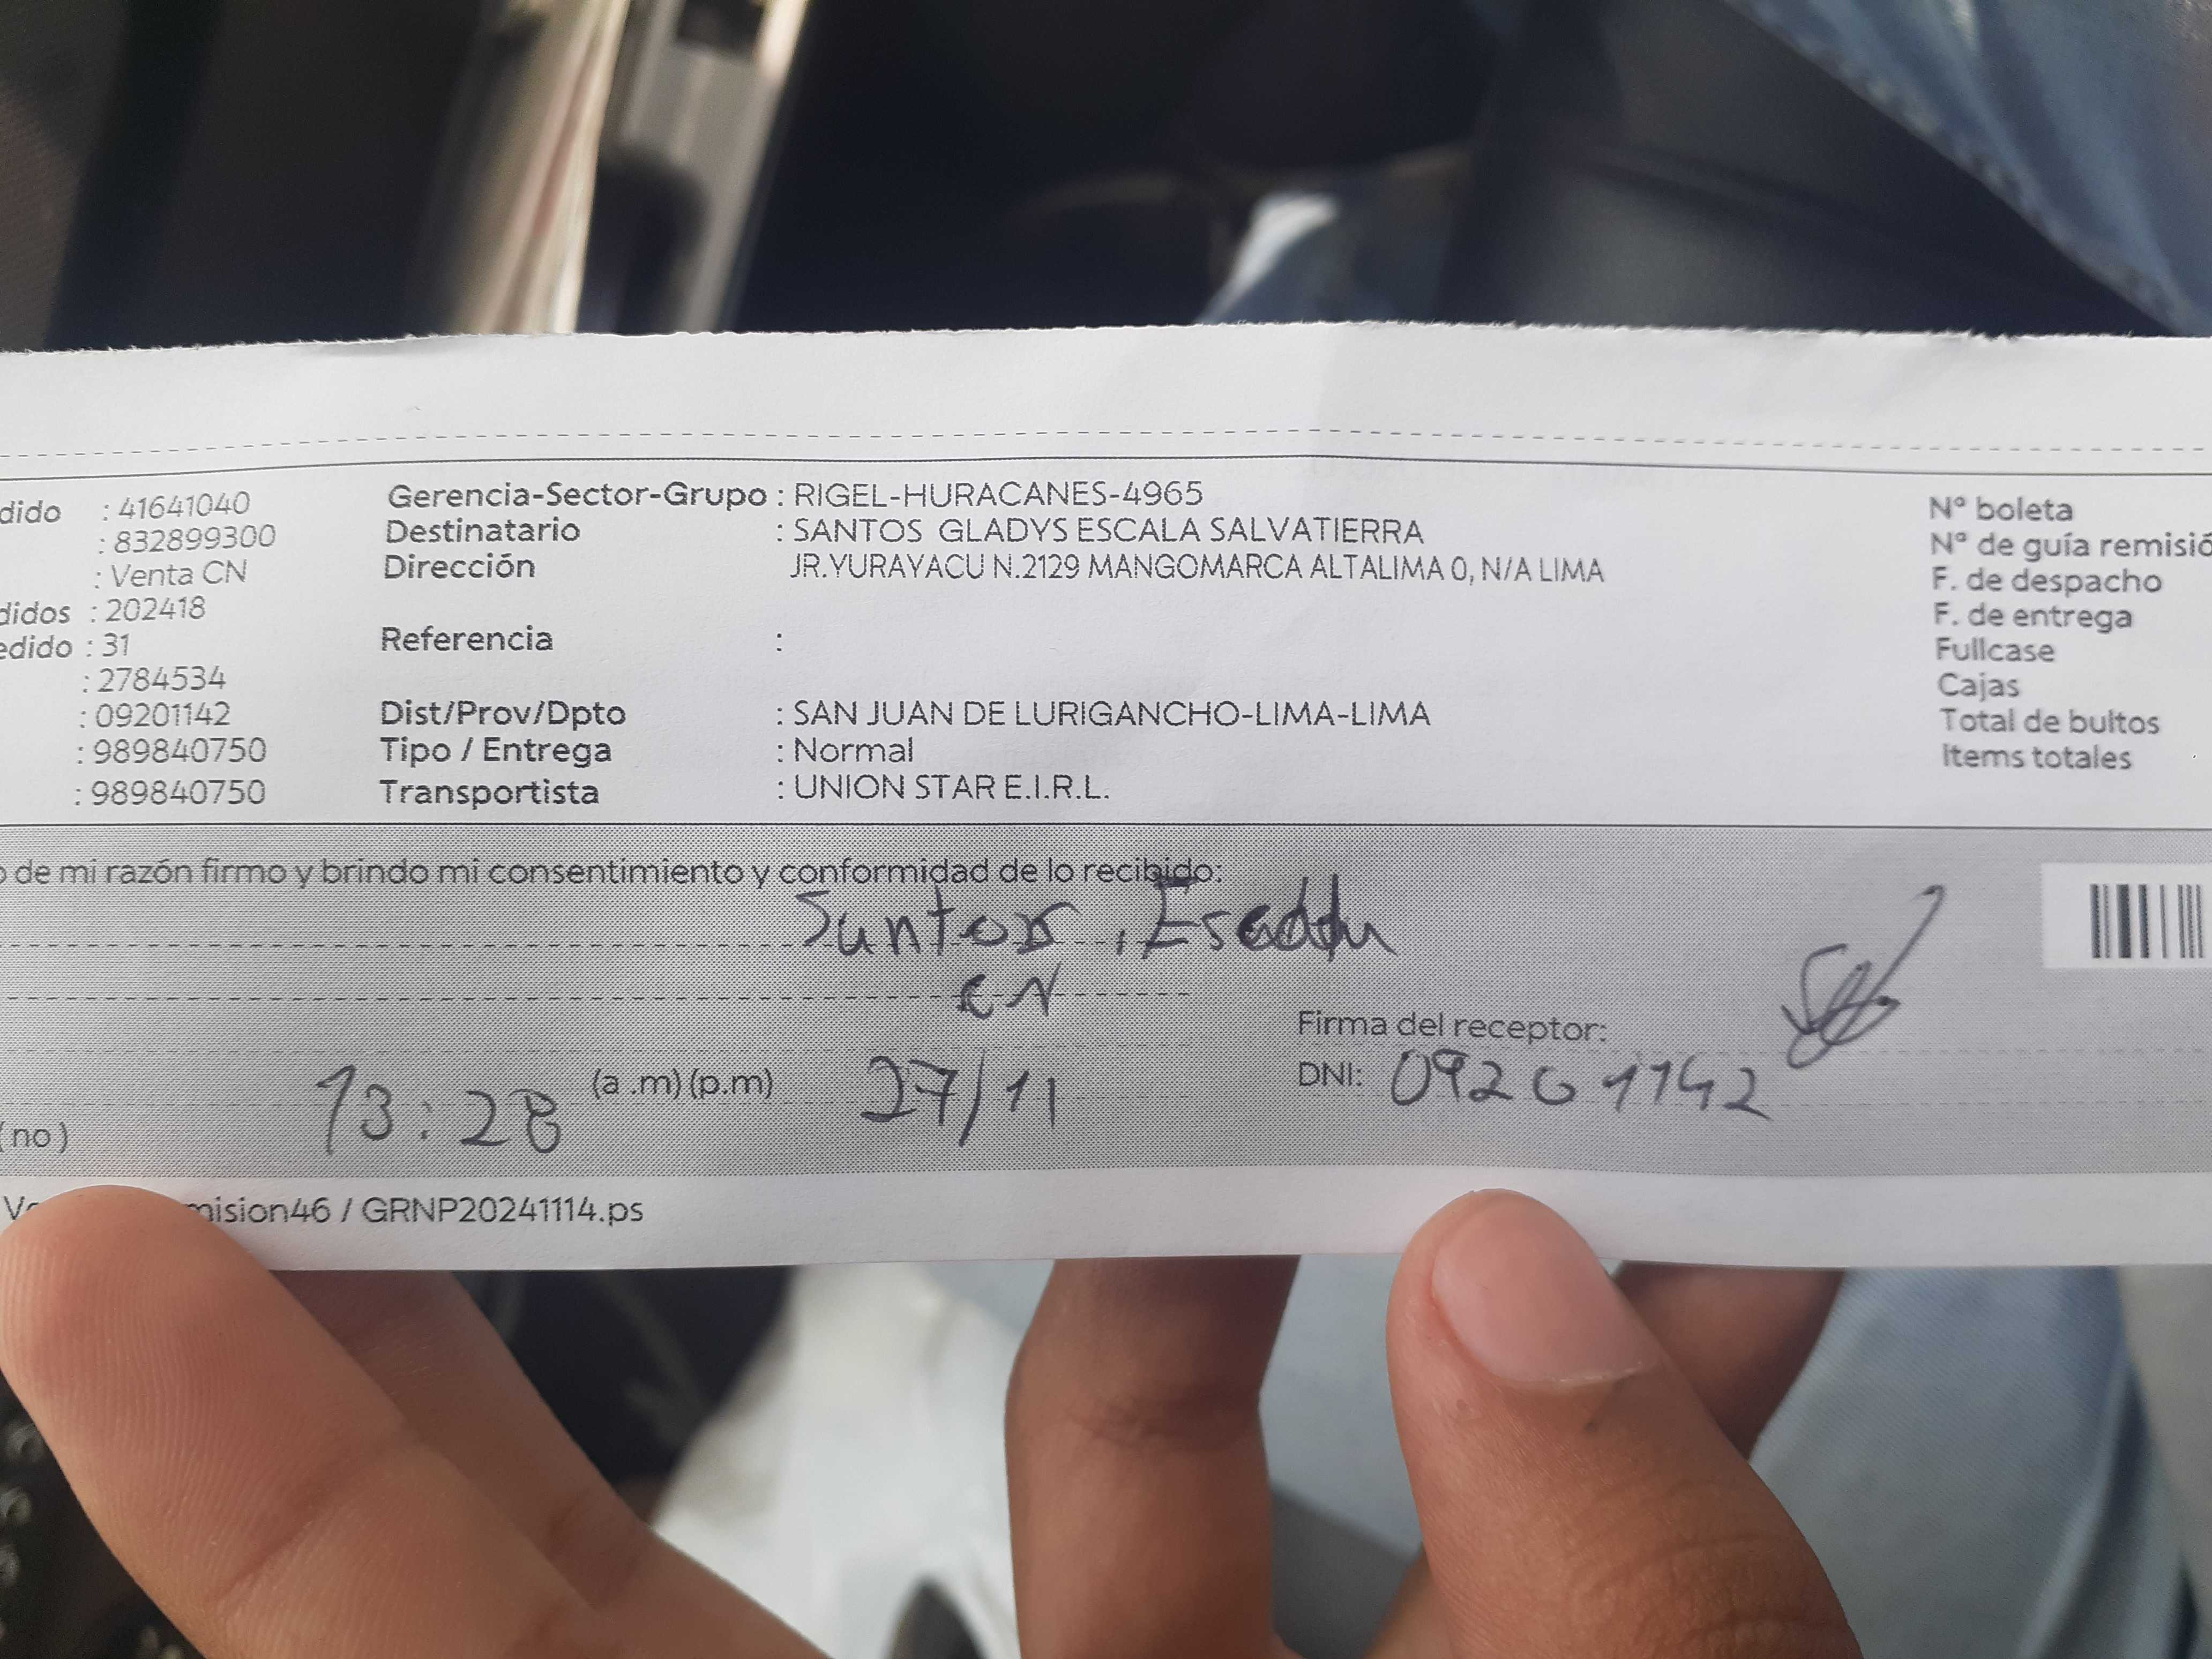 dido : 41641040
: 832899300
: Venta CN
didos : 202418
edido : 31
: 2784534
: 09201142
: 989840750
: 989840750
Gerencia-Sector-Grupo : RIGEL-HURACANES-4965
Destinatario : SANTOS GLADYS ESCALA SALVATIERRA
Dirección JR.YURAYACU N.2129 MANGOMARCA ALTALIMA 0, N/A LIMA
Referencia :
Dist/Prov/Dpto : SAN JUAN DE LURIGANCHO-LIMA-LIMA
Tipo / Entrega : Normal
Transportista : UNION STAR E.I.R.L.
Nº boleta
Nº de guía remisió
F. de despacho
F. de entrega
Fullcase
Cajas
Total de bultos
Items totales
o de mi razón firmo y brindo mi consentimiento y conformidad de lo recibido:
Santos
CN
Firma del receptor:
13:28 (a .m) (p.m) 27/11 DNI: 09201142
(no)
mision46 / GRNP20241114.ps